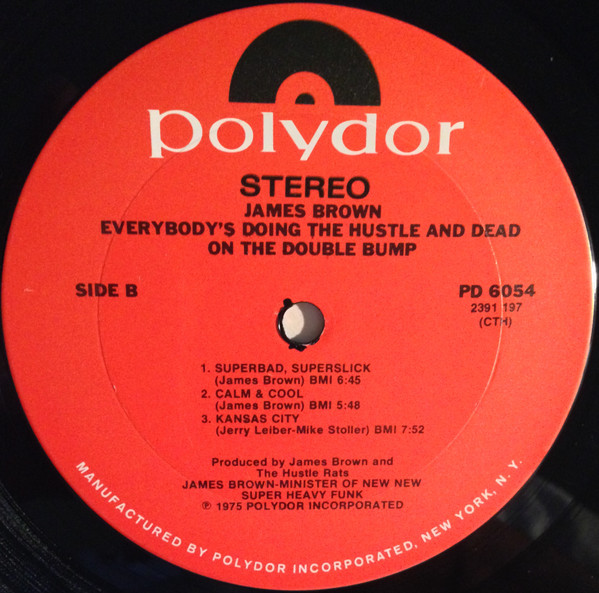 polydor
STEREO
JAMES BROWN
EVERYBODY'S DOING THE HUSTLE AND DEAD
ON THE DOUBLE BUMP
SIDE B
PD 6054
2391 197
(CTH)
1. SUPERBAD, SUPERSLICK
(James Brown) BMI 6:45
2. CALM & COOL
(James Brown) BMI 5:48
3. KANSAS CITY
(Jerry Leiber-Mike Stoller) BMI 7:52
Produced by James Brown and
The Hustle Rats
JAMES BROWN-MINISTER OF NEW NEW
SUPER HEAVY FUNK
℗ 1975 POLYDOR INCORPORATED
MANUFACTURED BY POLYDOR INCORPORATED, NEW YORK, N. Y.